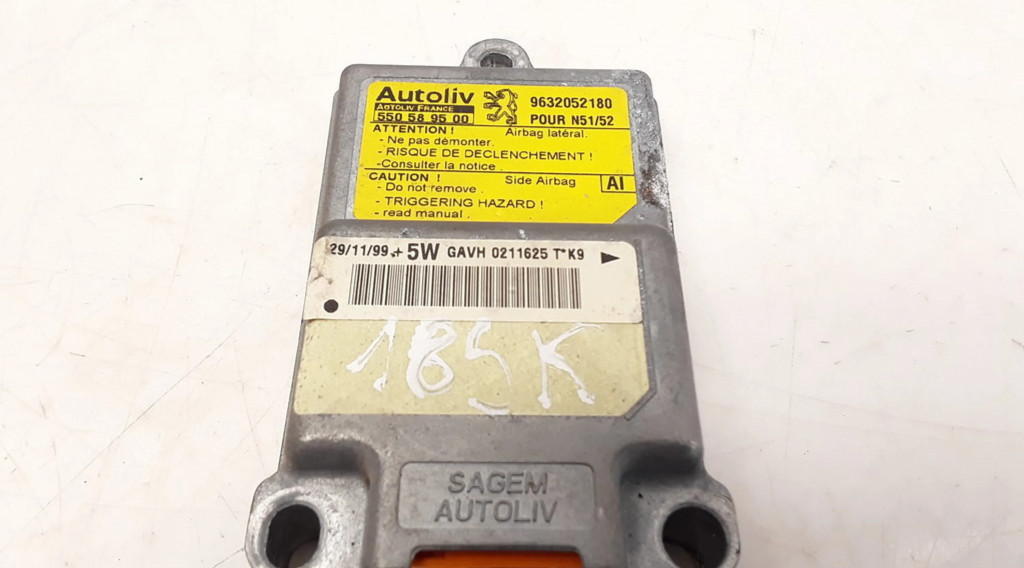 Autoliv
AUTOLIV FRANCE
550 58 95 00
9632052180
POUR N51/52
ATTENTION ! Airbag latéral.
- Ne pas démonter.
- RISQUE DE DECLENCHEMENT !
-Consulter la notice .
CAUTION ! Side Airbag AI
- Do not remove .
- TRIGGERING HAZARD !
- read manual .
29/11/99 + 5W GAVH 0211625 T*K9
185K
SAGEM
AUTOLIV